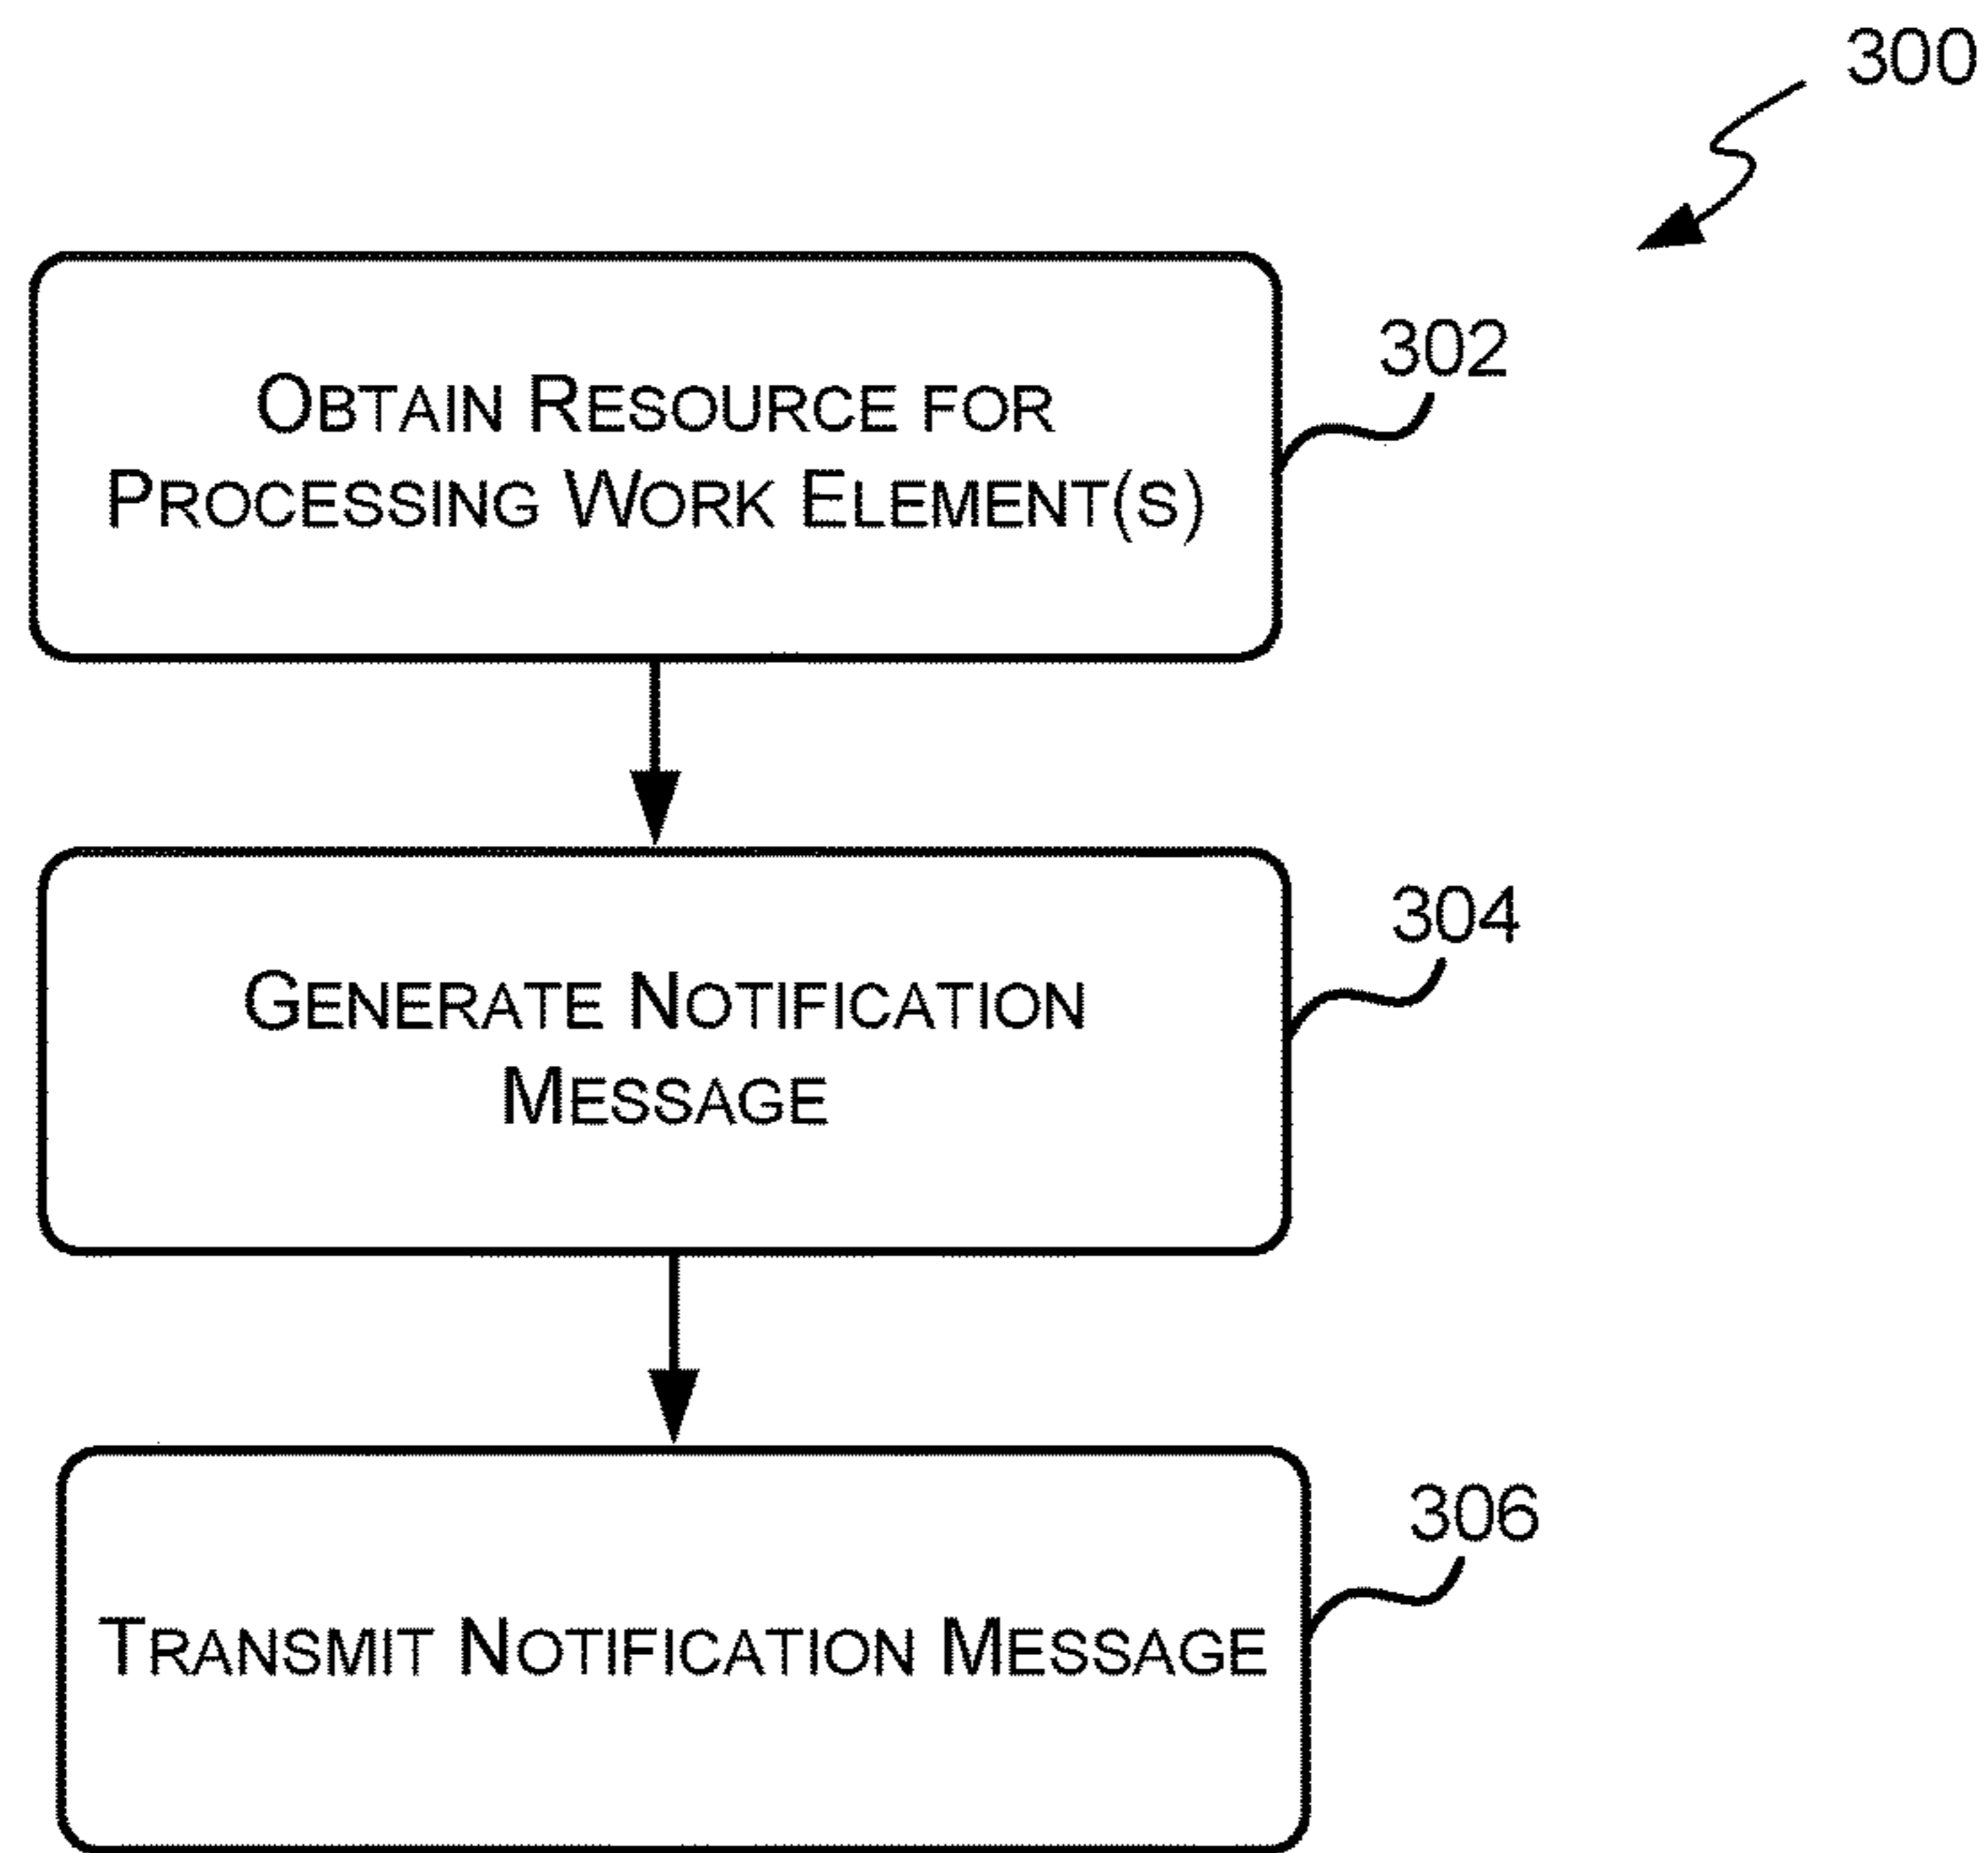 300
302
OBTAIN RESOURCE FOR
PROCESSING WORK ELEMENT(S)
304
GENERATE NOTIFICATION
MESSAGE
306
TRANSMIT NOTIFICATION MESSAGE